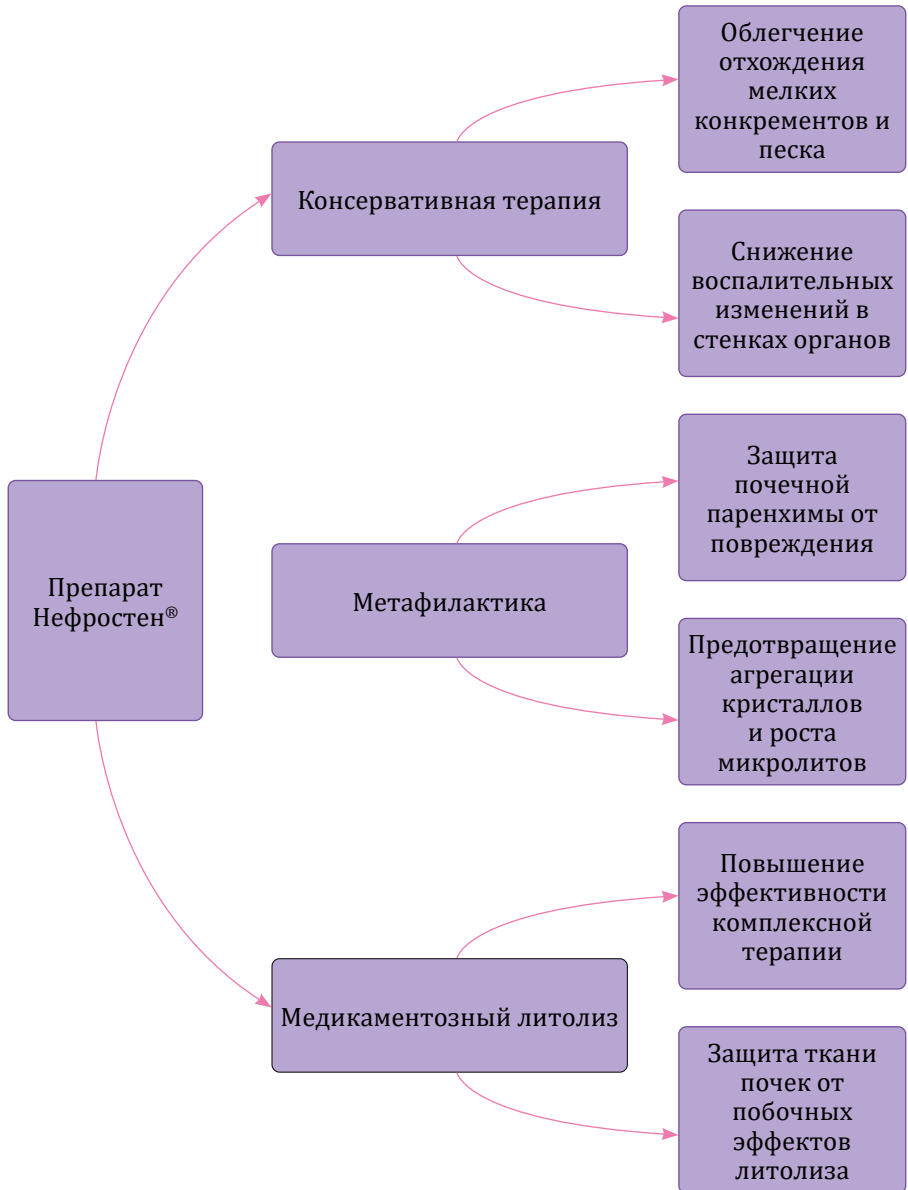 Препарат
Нефростен®
Консервативная терапия
Облегчение
отхождения
мелких
конкрементов и
песка
Снижение
воспалительных
изменений в
стенках органов
Метафилактика
Защита
почечной
паренхимы от
повреждения
Предотвращение
агрегации
кристаллов
и роста
микролитов
Медикаментозный литолиз
Повышение
эффективности
комплексной
терапии
Защита ткани
почек от
побочных
эффектов
литолиза